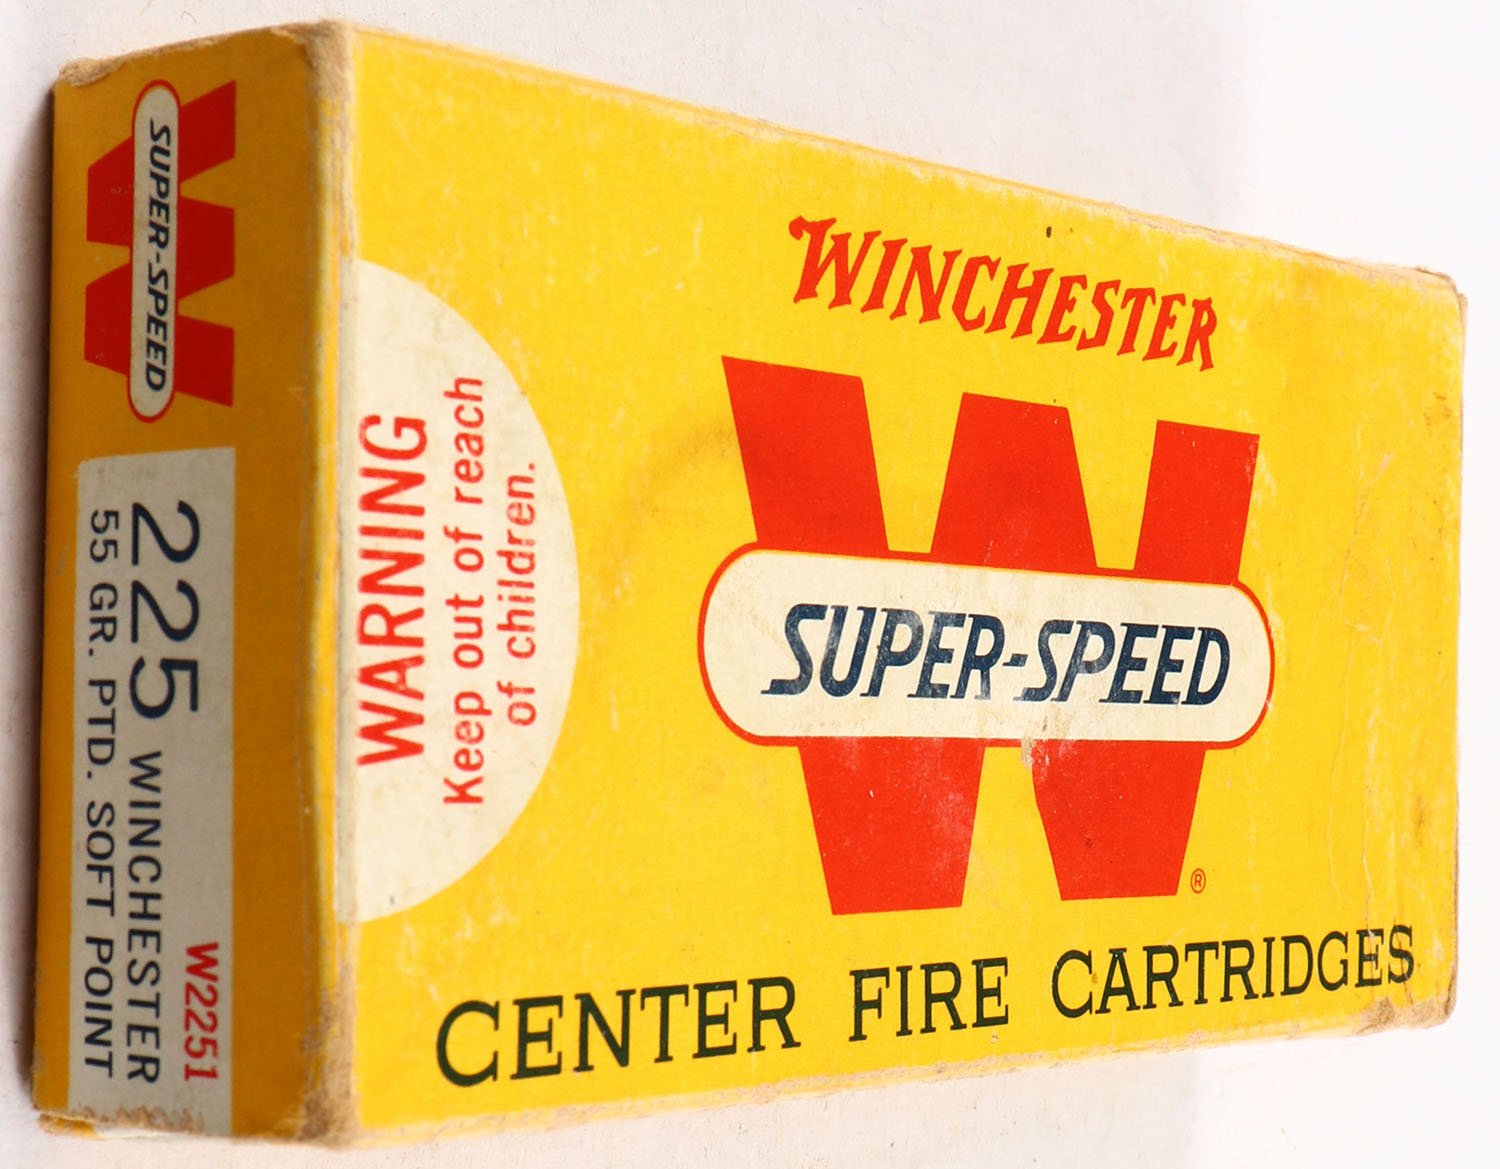 WINCHESTER
W
SUPER-SPEED
®
CENTER FIRE CARTRIDGES
WARNING
Keep out of reach
of children.
W
SUPER-SPEED
W2251
225 WINCHESTER
55 GR. PTD. SOFT POINT